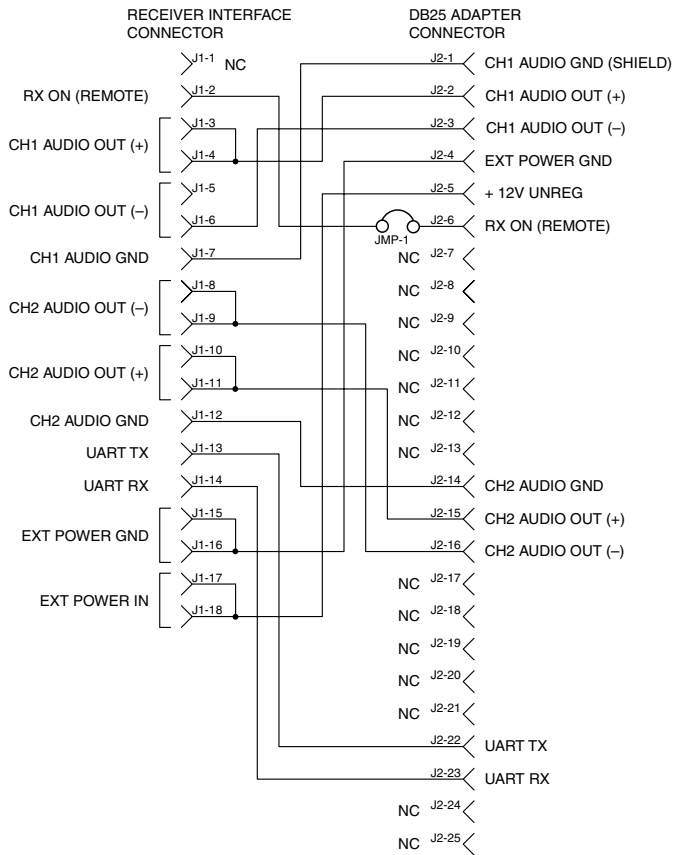 RECEIVER INTERFACE
CONNECTOR
DB25 ADAPTER
CONNECTOR
J1-1 NC
J2-1 CH1 AUDIO GND (SHIELD)
RX ON (REMOTE) J1-2
J2-2 CH1 AUDIO OUT (+)
CH1 AUDIO OUT (+)
J1-3
J1-4
J2-3 CH1 AUDIO OUT (–)
J2-4 EXT POWER GND
CH1 AUDIO OUT (–)
J1-5
J1-6
J2-5 + 12V UNREG
JMP-1
J2-6 RX ON (REMOTE)
CH1 AUDIO GND J1-7
NC J2-7
CH2 AUDIO OUT (–)
J1-8
J1-9
NC J2-8
NC J2-9
CH2 AUDIO OUT (+)
J1-10
J1-11
NC J2-10
NC J2-11
CH2 AUDIO GND J1-12
NC J2-12
UART TX J1-13
NC J2-13
UART RX J1-14
J2-14 CH2 AUDIO GND
EXT POWER GND
J1-15
J1-16
J2-15 CH2 AUDIO OUT (+)
J2-16 CH2 AUDIO OUT (–)
EXT POWER IN
J1-17
J1-18
NC J2-17
NC J2-18
NC J2-19
NC J2-20
NC J2-21
J2-22 UART TX
J2-23 UART RX
NC J2-24
NC J2-25